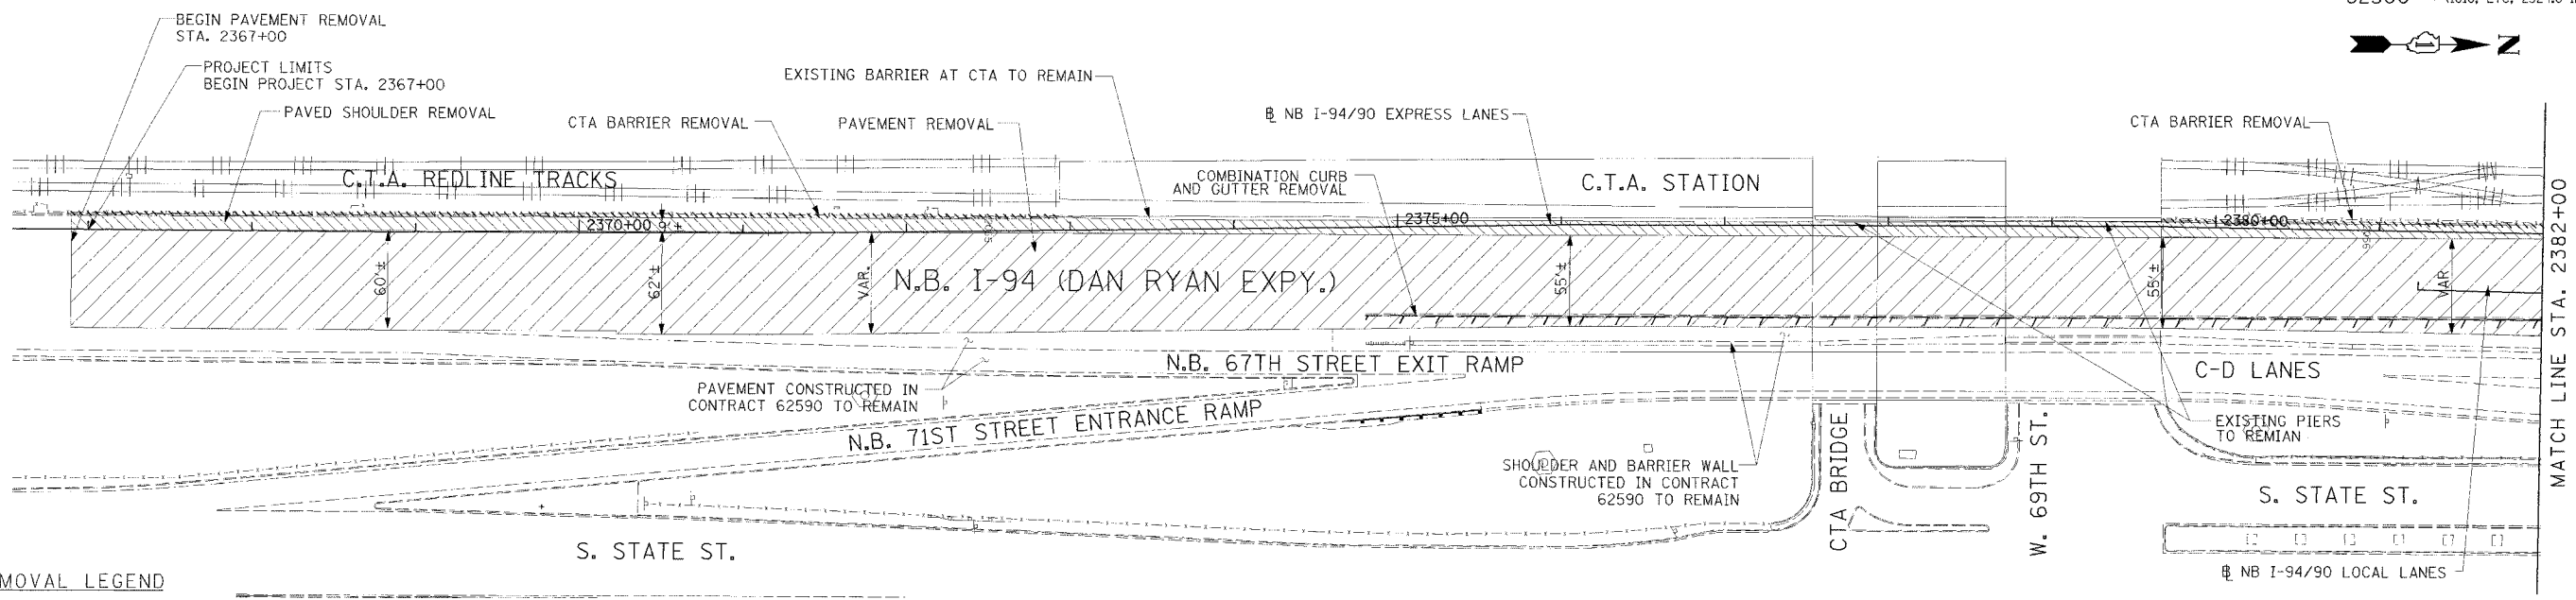 BEGIN PAVEMENT REMOVAL
STA. 2367+00
PROJECT LIMITS
BEGIN PROJECT STA. 2367+00
PAVED SHOULDER REMOVAL
CTA BARRIER REMOVAL
EXISTING BARRIER AT CTA TO REMAIN
PAVEMENT REMOVAL
NB I-94/90 EXPRESS LANES
CTA BARRIER REMOVAL
N
C.T.A. REDLINE TRACKS
COMBINATION CURB
AND GUTTER REMOVAL
C.T.A. STATION
2370+00
9'±
2375+00
2380+00
60'±
62'±
VAR.
N.B. I-94 (DAN RYAN EXPY.)
55'±
55'±
VAR
MATCH LINE STA. 2382+00
N.B. 67TH STREET EXIT RAMP
C-D LANES
PAVEMENT CONSTRUCTED IN
CONTRACT 62590 TO REMAIN
N.B. 71ST STREET ENTRANCE RAMP
EXISTING PIERS
TO REMIAN
SHOULDER AND BARRIER WALL
CONSTRUCTED IN CONTRACT
62590 TO REMAIN
CTA BRIDGE
W. 69TH ST.
S. STATE ST.
S. STATE ST.
NB I-94/90 LOCAL LANES
MOVAL LEGEND